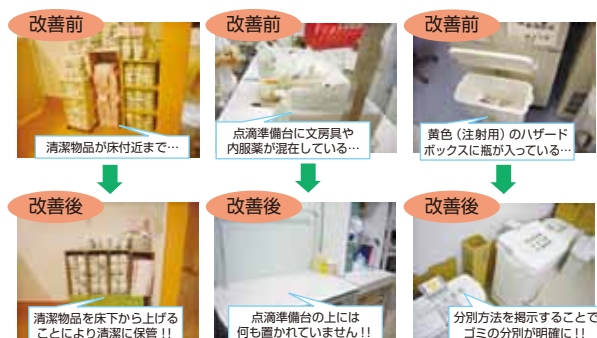 改善前
改善前
改善前
清潔物品が床付近まで…
点滴準備台に文房具や
内服薬が混在している…
黄色（注射用）のハザード
ボックスに瓶が入っている…
改善後
改善後
改善後
清潔物品を床下から上げる
ことにより清潔に保管!!
点滴準備台の上には
何も置かれていません!!
分別方法を掲示することで
ゴミの分別が明確に!!